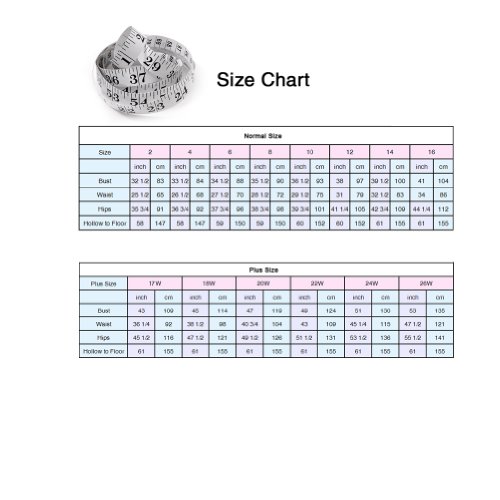 Size Chart
Normal Size
Size 2 4 6 8 10 12 14 16
inch cm inch cm inch cm inch cm inch cm inch cm inch cm inch cm
Bust 32 1/2 83 33 1/2 84 34 1/2 88 35 1/2 90 36 1/2 93 38 97 39 1/2 100 41 104
Waist 25 1/2 65 26 1/2 68 27 1/2 70 28 1/2 72 29 1/2 75 31 79 32 1/2 83 34 86
Hips 35 3/4 91 36 3/4 92 37 3/4 96 38 3/4 98 39 3/4 101 41 1/4 105 42 3/4 109 44 1/4 112
Hollow to Floor 58 147 58 147 59 150 59 150 60 152 60 152 61 155 61 155
Plus Size
Plus Size 17W 18W 20W 22W 24W 26W
inch cm inch cm inch cm inch cm inch cm inch cm
Bust 43 109 45 114 47 119 49 124 51 130 53 135
Waist 36 1/4 92 38 1/2 98 40 3/4 104 43 109 45 1/4 115 47 1/2 121
Hips 45 1/2 116 47 1/2 121 49 1/2 126 51 1/2 131 53 1/2 136 55 1/2 141
Hollow to Floor 61 155 61 155 61 155 61 155 61 155 61 155